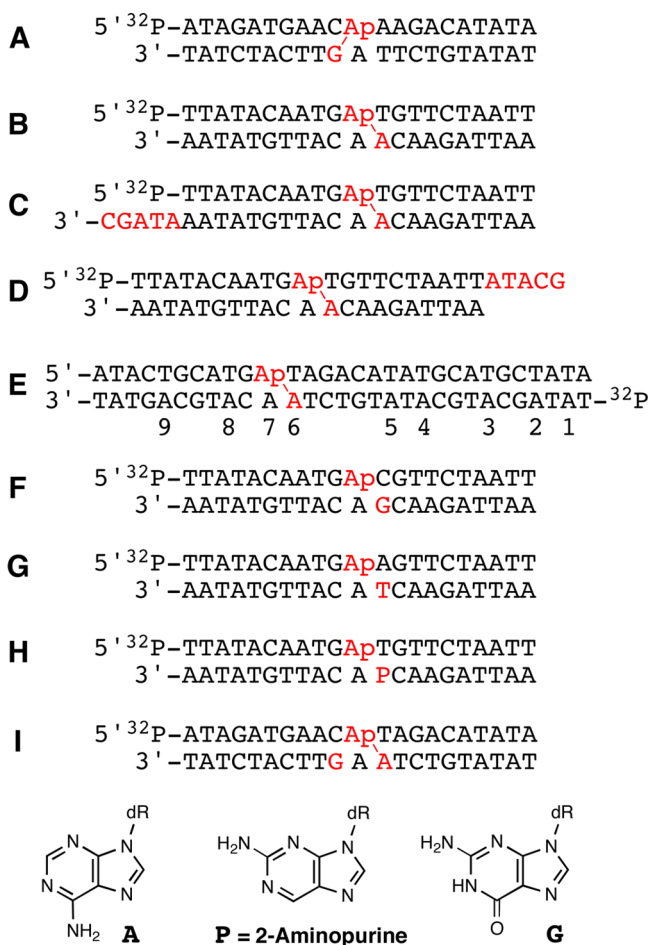 A
5'³²P–ATAGATGAACApAAGACATATA
3'–TATCTACTTG A TTCTGTATAT
B
5'³²P–TTATACAATGApTGTTCTAATT
3'–AATATGTTAC A ACAAGATTAA
C
5'³²P–TTATACAATGApTGTTCTAATT
3'–CGATAAATATGTTAC A ACAAGATTAA
D
5'³²P–TTATACAATGApTGTTCTAATTATACG
3'–AATATGTTAC A ACAAGATTAA
E
5'–ATACTGCATGApTAGACATATGCATGCTATA
3'–TATGACGTAC A ATCTGTATACGTACGATAT–³²P
9 8 7 6 5 4 3 2 1
F
5'³²P–TTATACAATGApCGTTCTAATT
3'–AATATGTTAC A GCAAGATTAA
G
5'³²P–TTATACAATGApAGTTCTAATT
3'–AATATGTTAC A TCAAGATTAA
H
5'³²P–TTATACAATGApTGTTCTAATT
3'–AATATGTTAC A PCAAGATTAA
I
5'³²P–ATAGATGAACApTAGACATATA
3'–TATCTACTTG A ATCTGTATAT
dR
N
N
N
N
NH₂
A
dR
H₂N
N
N
N
N
P = 2-Aminopurine
dR
H₂N
N
N
NH
N
O
G